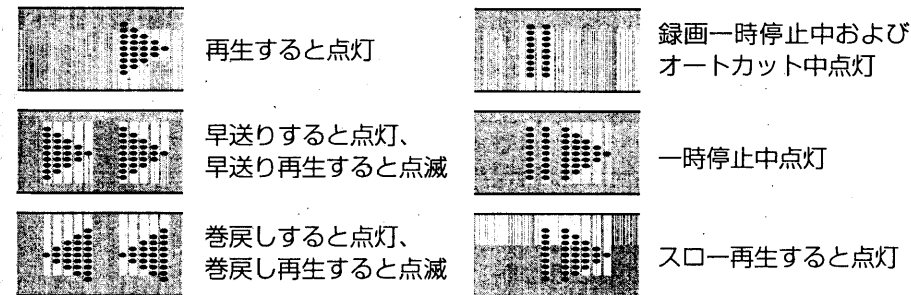 再生すると点灯
早送りすると点灯、
早送り再生すると点滅
巻戻しすると点灯、
巻戻し再生すると点滅
録画一時停止中および
オートカット中点灯
一時停止中点灯
スロー再生すると点灯